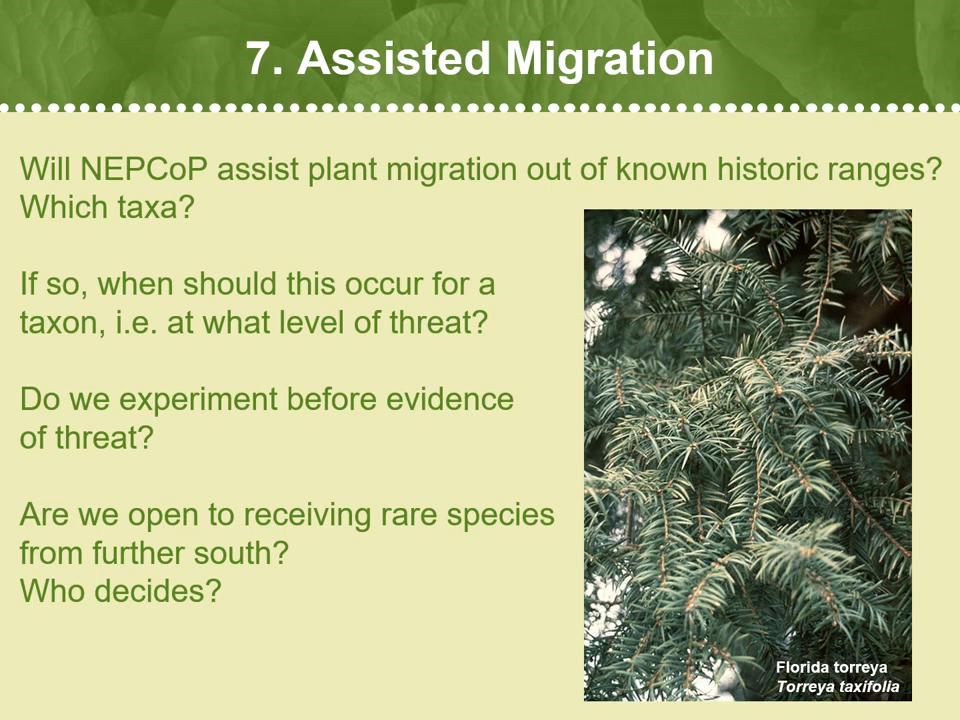 7. Assisted Migration
Will NEPCoP assist plant migration out of known historic ranges?
Which taxa?
If so, when should this occur for a
taxon, i.e. at what level of threat?
Do we experiment before evidence
of threat?
Are we open to receiving rare species
from further south?
Who decides?
Florida torreya
Torreya taxifolia